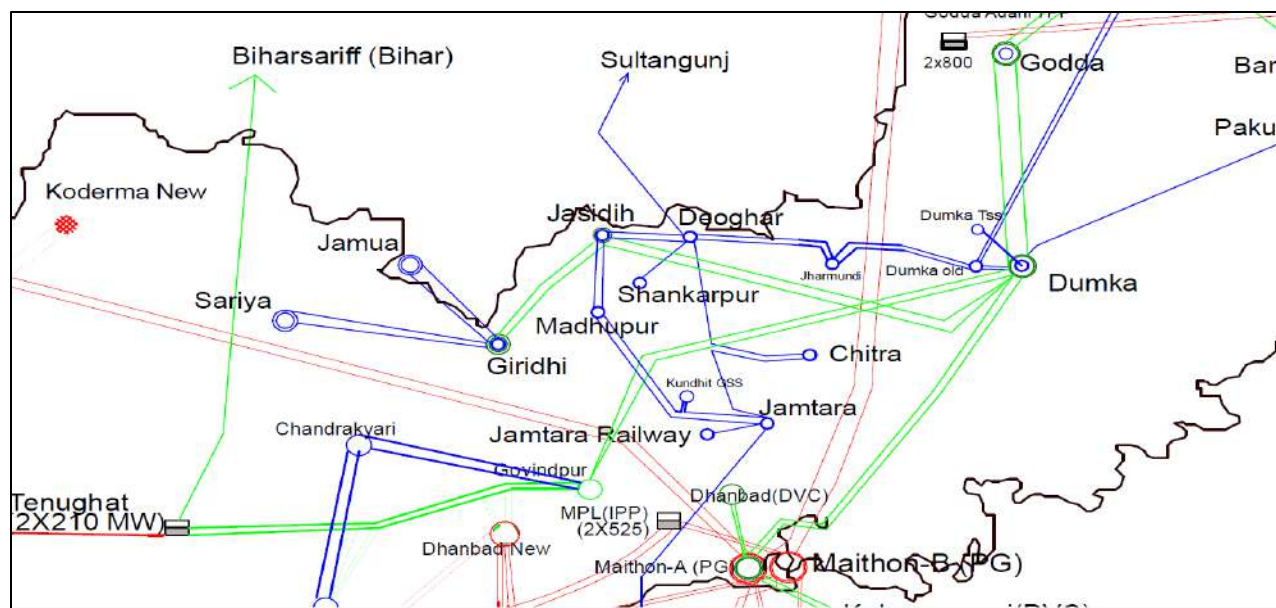 Godda Adani TPP
Biharsariff (Bihar)
Sultangunj
2x800
Godda
Bar
Paku
Koderma New
Jasidih
Deoghar
Dumka Tss
Jamua
Jharmundi
Dumka old
Dumka
Sariya
Shankarpur
Madhupur
Giridhi
Chitra
Kundhit GSS
Chandrakyari
Jamtara
Jamtara Railway
Govindpur
Tenughat
(2X210 MW)
Dhanbad(DVC)
MPL(IPP)
(2X525)
Dhanbad New
Maithon-A (PG)
Maithon-B (PG)